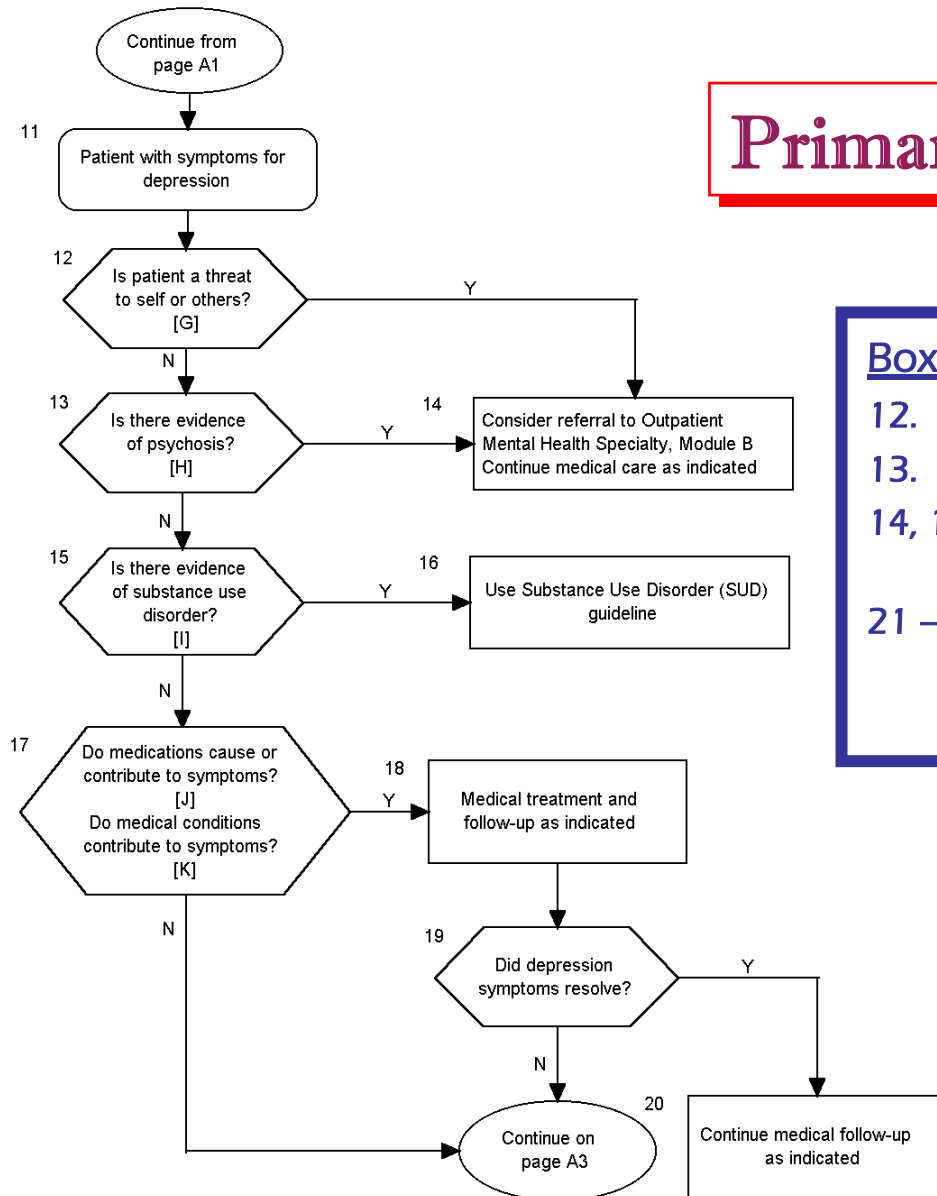 Continue from
page A1
11
Patient with symptoms for
depression
12
Is patient a threat
to self or others?
[G]
Y
N
13
Is there evidence
of psychosis?
[H]
Y
14
Consider referral to Outpatient
Mental Health Specialty, Module B
Continue medical care as indicated
N
15
Is there evidence
of substance use
disorder?
[I]
Y
16
Use Substance Use Disorder (SUD)
guideline
N
17
Do medications cause or
contribute to symptoms?
[J]
Do medical conditions
contribute to symptoms?
[K]
Y
18
Medical treatment and
follow-up as indicated
N
19
Did depression
symptoms resolve?
Y
N
Continue on
page A3
20
Continue medical follow-up
as indicated
Primar
Box
12.
13.
14, 1
21 –